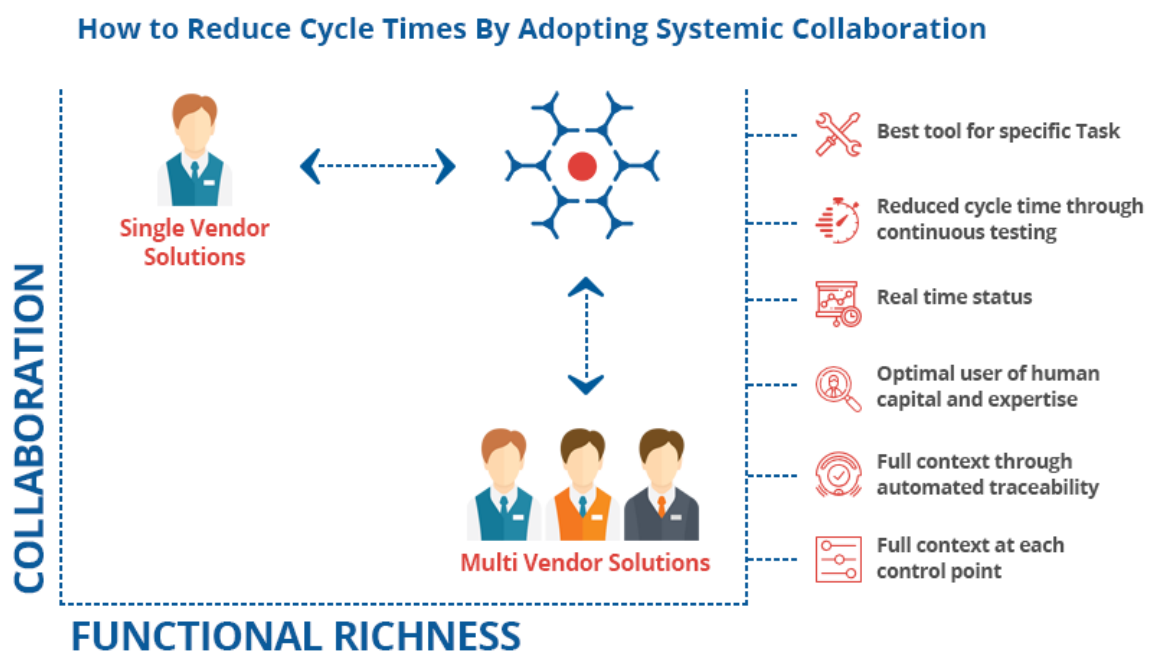 How to Reduce Cycle Times By Adopting Systemic Collaboration
Single Vendor
Solutions
Multi Vendor Solutions
COLLABORATION
FUNCTIONAL RICHNESS
Best tool for specific Task
Reduced cycle time through
continuous testing
Real time status
Optimal user of human
capital and expertise
Full context through
automated traceability
Full context at each
control point